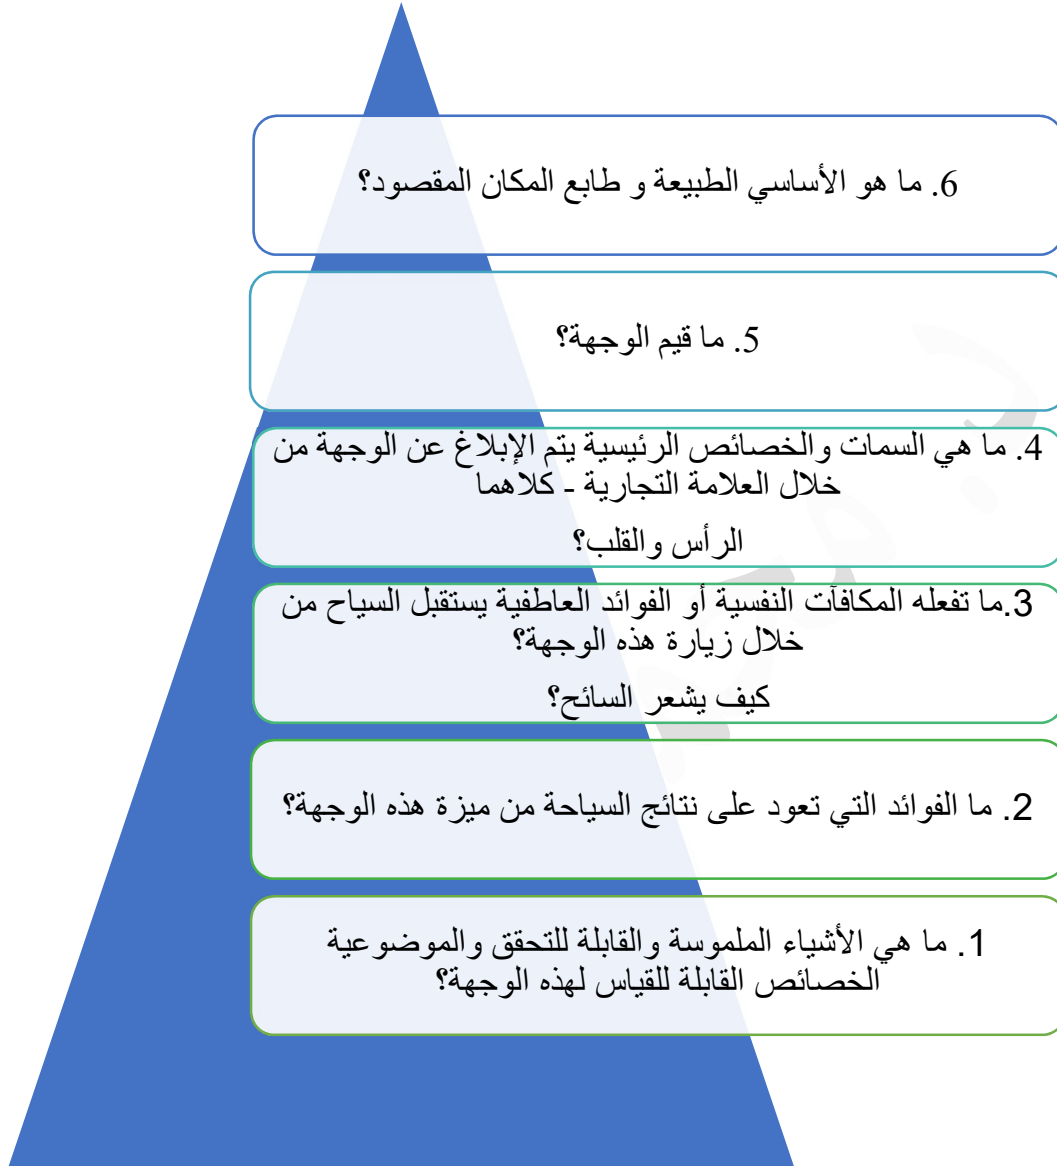 6. ما هو الأساسي الطبيعة و طابع المكان المقصود؟
5. ما قيم الوجهة؟
4. ما هي السمات والخصائص الرئيسية يتم الإبلاغ عن الوجهة من
خلال العلامة التجارية - كلاهما
الرأس والقلب؟
3.ما تفعله المكافآت النفسية أو الفوائد العاطفية يستقبل السياح من
خلال زيارة هذه الوجهة؟
كيف يشعر السائح؟
2. ما الفوائد التي تعود على نتائج السياحة من ميزة هذه الوجهة؟
1. ما هي الأشياء الملموسة والقابلة للتحقق والموضوعية
الخصائص القابلة للقياس لهذه الوجهة؟